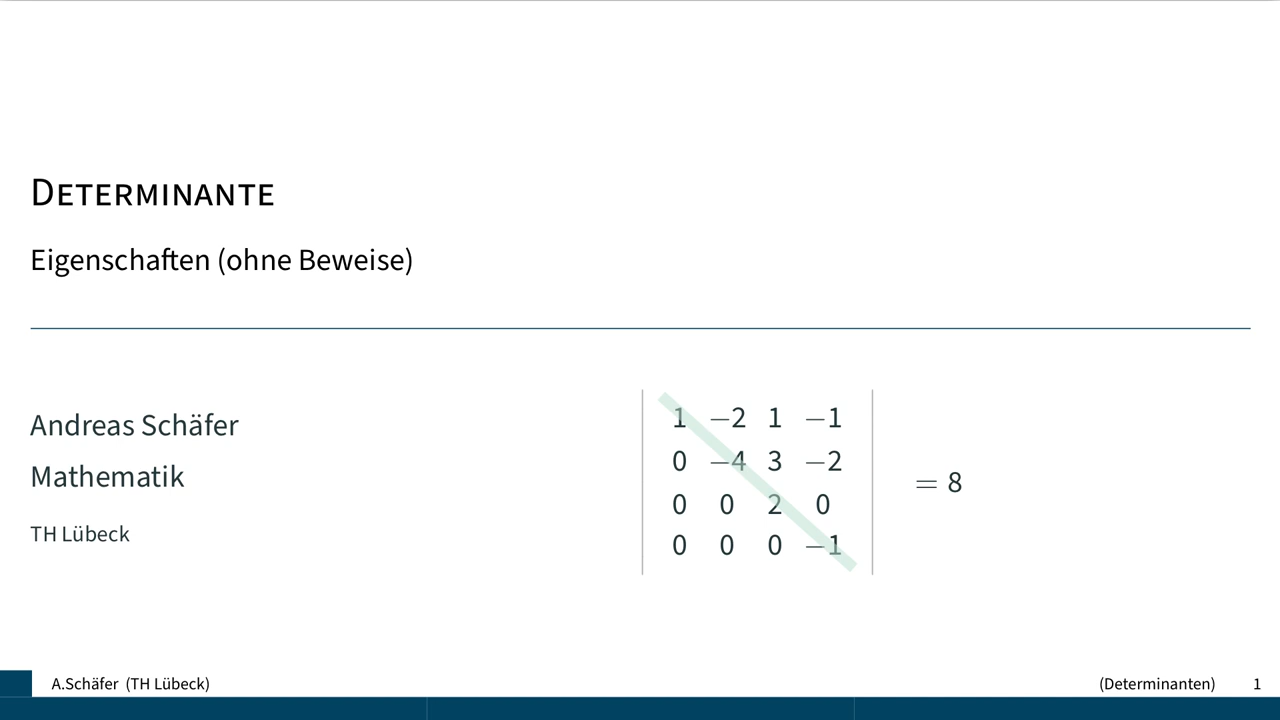 DETERMINANTE
Eigenschaften (ohne Beweise)
Andreas Schäfer
Mathematik
TH Lübeck
1 −2 1 −1
0 −4 3 −2
0 0 2 0
0 0 0 −1
= 8
A.Schäfer (TH Lübeck)
(Determinanten) 1